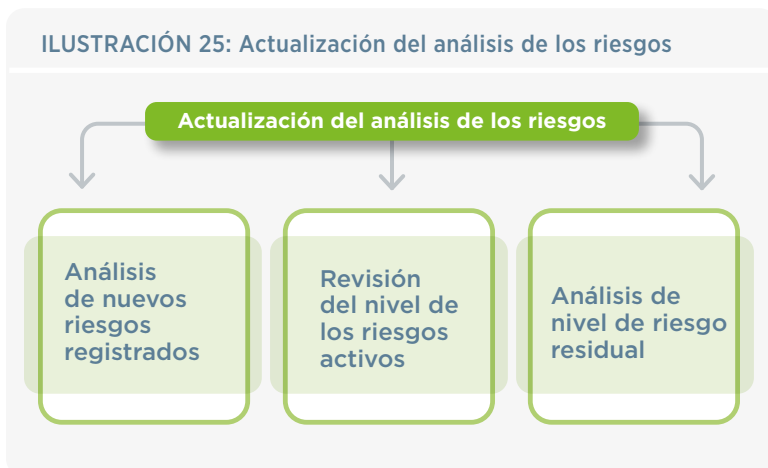 ILUSTRACIÓN 25: Actualización del análisis de los riesgos
Actualización del análisis de los riesgos
Análisis
de nuevos
riesgos
registrados
Revisión
del nivel de
los riesgos
activos
Análisis de
nivel de riesgo
residual